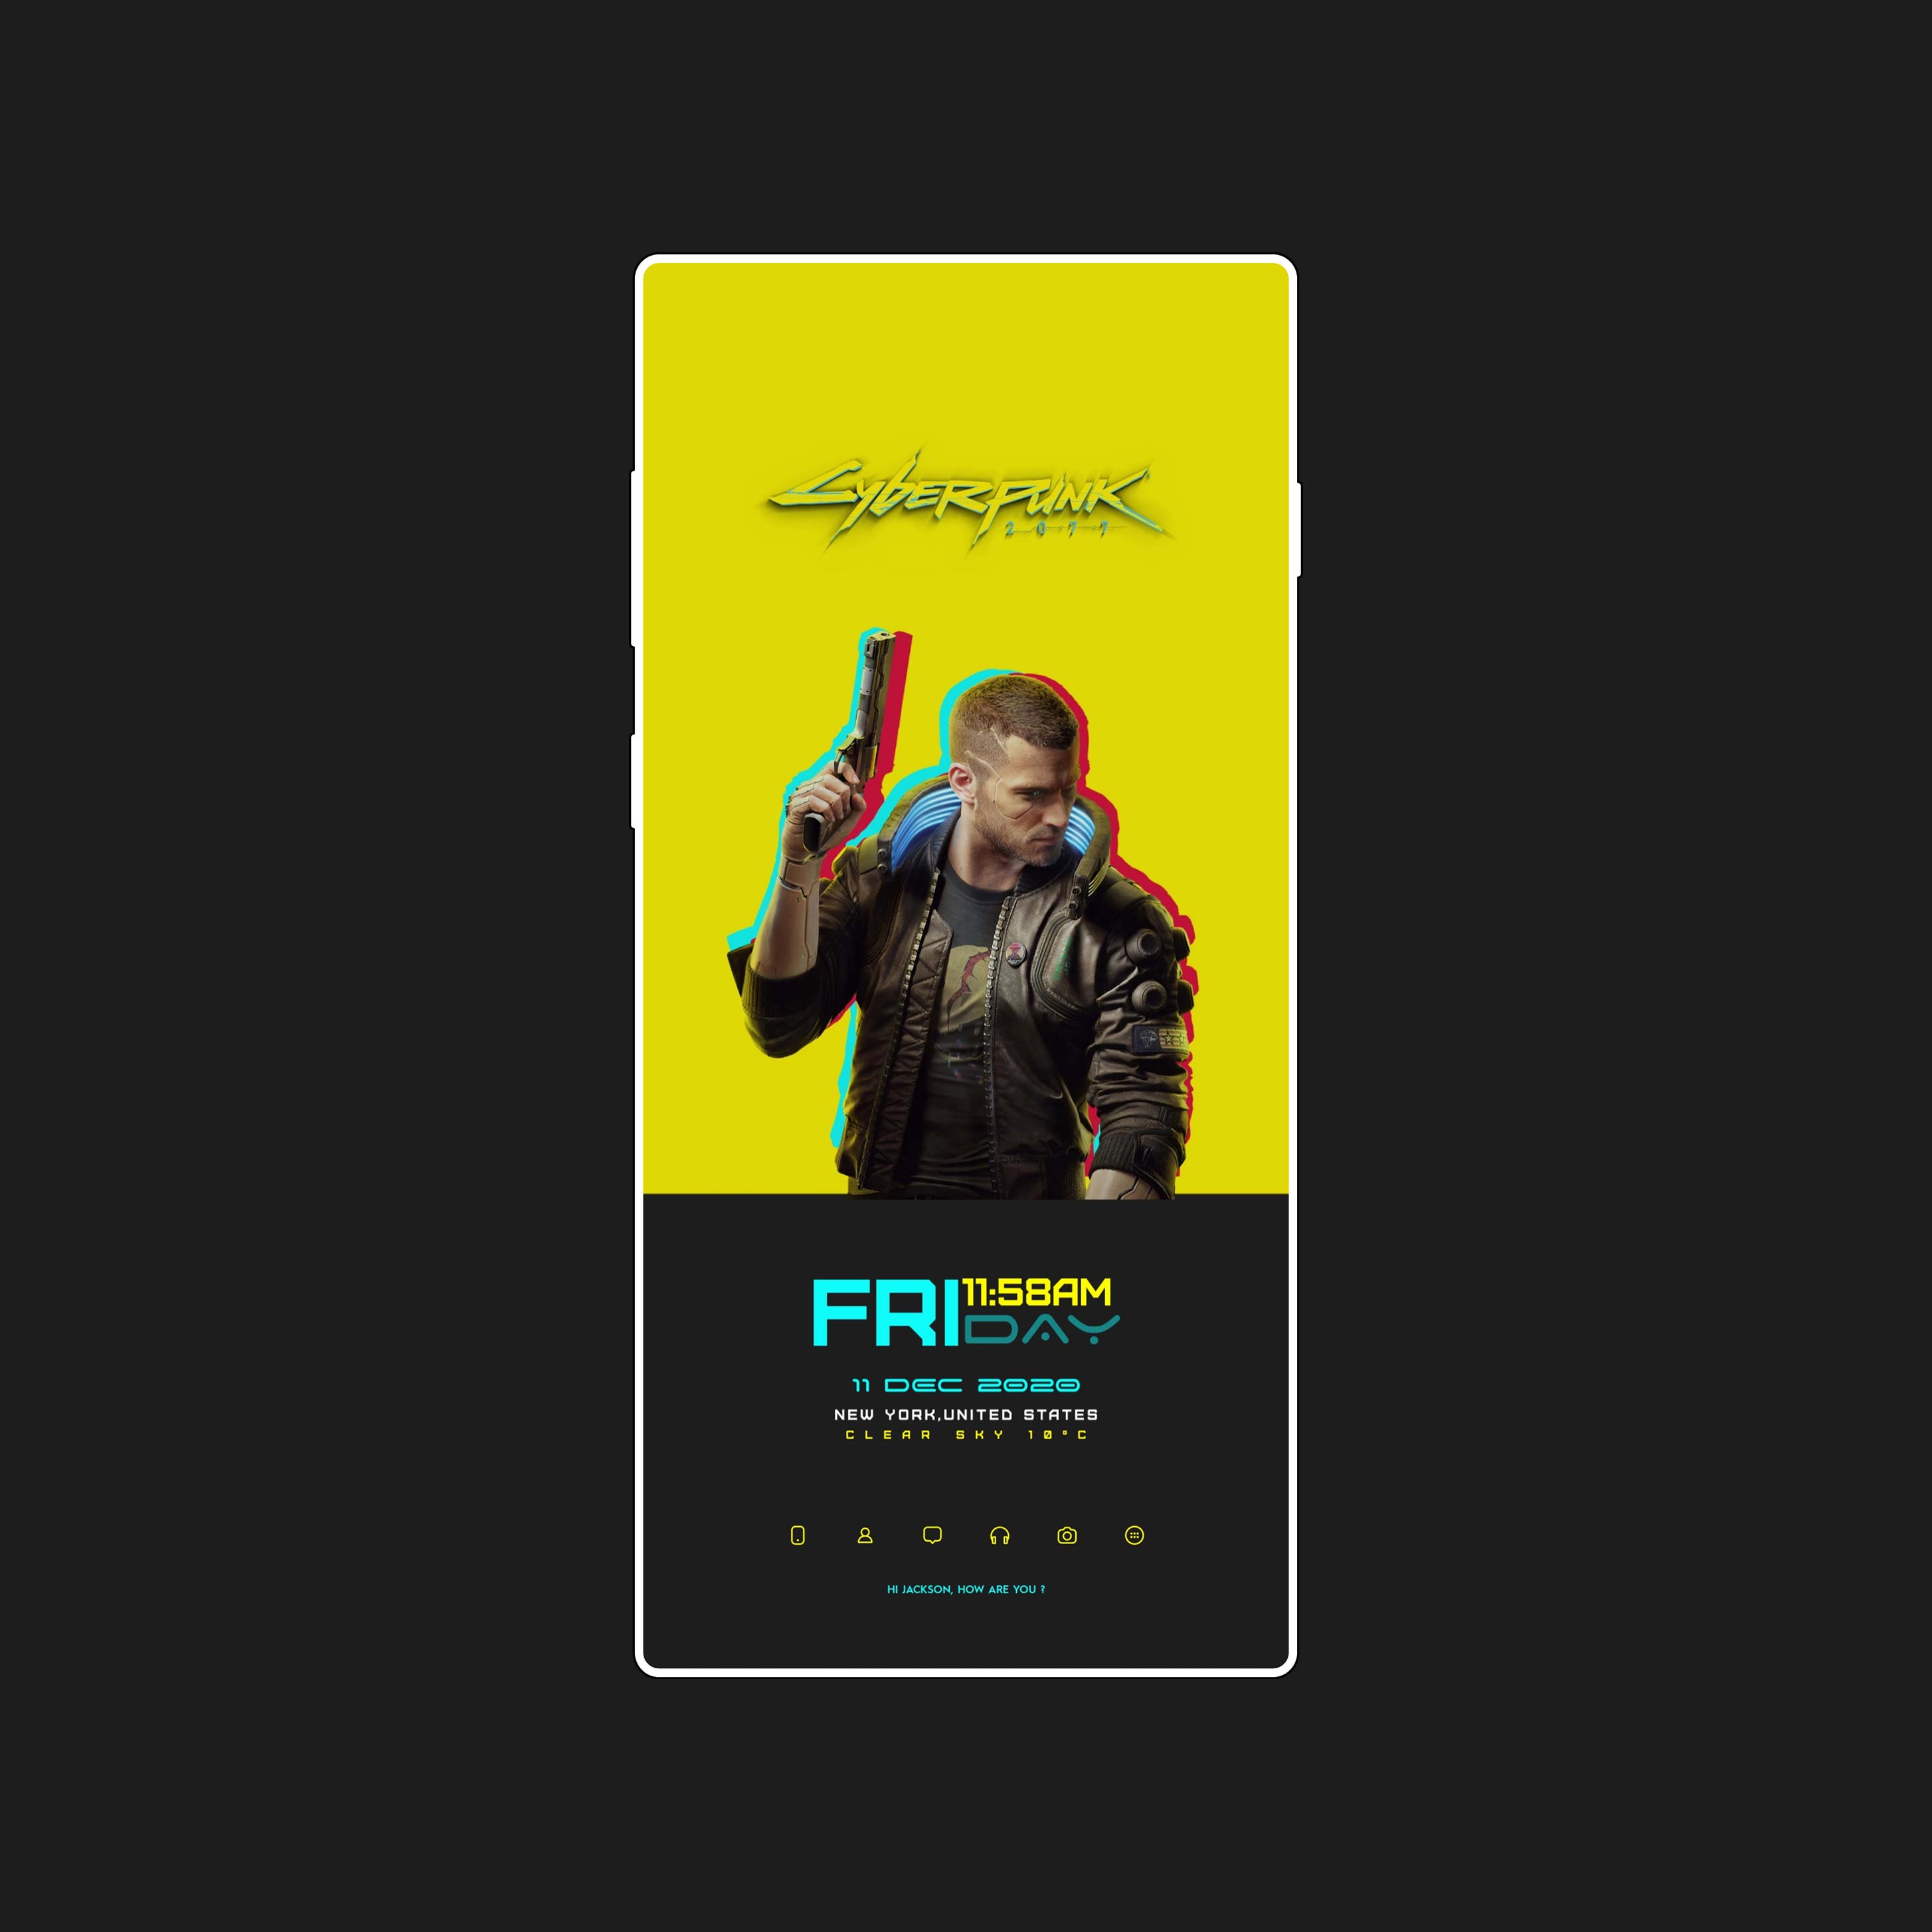 CYBERPUNK
2077
FRI
11:58AM
DAY
11 DEC 2020
NEW YORK,UNITED STATES
CLEAR SKY 10°C
HI JACKSON, HOW ARE YOU ?